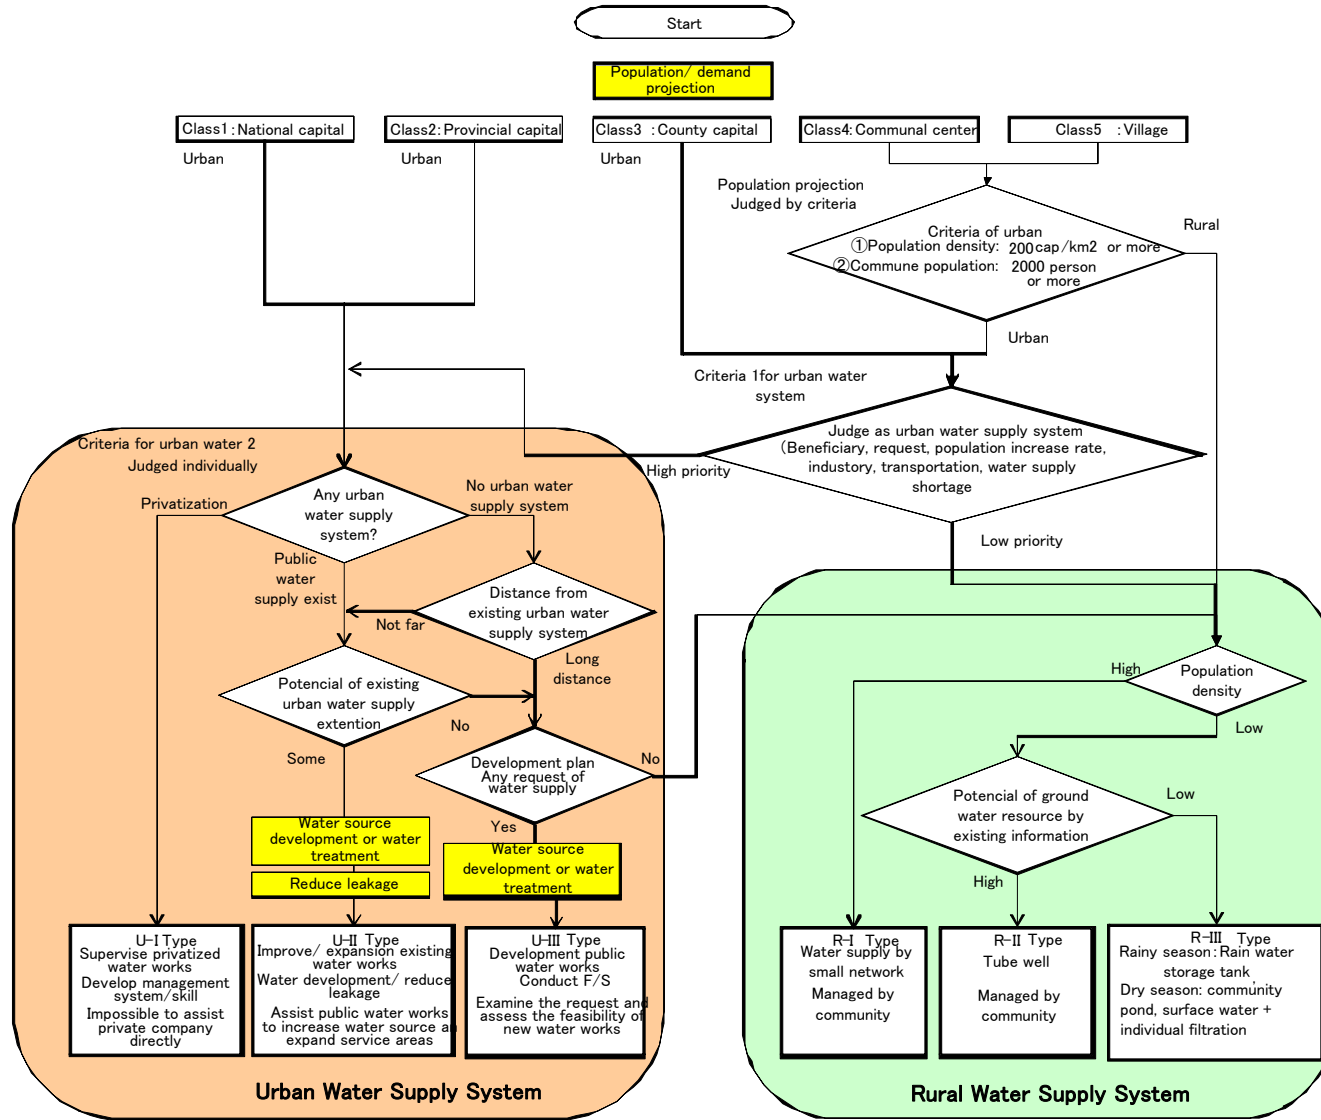 Start
Population/ demand
projection
Class1 : National capital
Class2: Provincial capital
Class3 : County capital
Class4: Communal center
Class5 : Village
Urban
Urban
Urban
Population projection
Judged by criteria
Rural
Criteria of urban
①Population density: 200cap/km2 or more
②Commune population: 2000 person
or more
Urban
Criteria 1for urban water
system
Judge as urban water supply system
(Beneficiary, request, population increase rate,
industory, transportation, water supply
shortage
High priority
Low priority
Criteria for urban water 2
Judged individually
Privatization
Any urban
water supply
system?
No urban water
supply system
Public
water
supply exist
Distance from
existing urban water
supply system
Not far
Long
distance
Potencial of existing
urban water supply
extention
No
Some
Development plan
Any request of
water supply
No
Yes
Population
density
High
Low
Potencial of ground
water resource by
existing information
Low
High
Water source
development or water
treatment
Reduce leakage
Water source
development or water
treatment
U-I Type
Supervise privatized
water works
Develop management
system/skill
Impossible to assist
private company
directly
U-II Type
Improve/ expansion existing
water works
Water development/ reduce
leakage
Assist public water works
to increase water source an
expand service areas
U-III Type
Development public
water works
Conduct F/S
Examine the request and
assess the feasibility of
new water works
R-I Type
Water supply by
small network
Managed by
community
R-II Type
Tube well
Managed by
community
R-III Type
Rainy season: Rain water
storage tank
Dry season: community
pond, surface water +
individual filtration
Urban Water Supply System
Rural Water Supply System